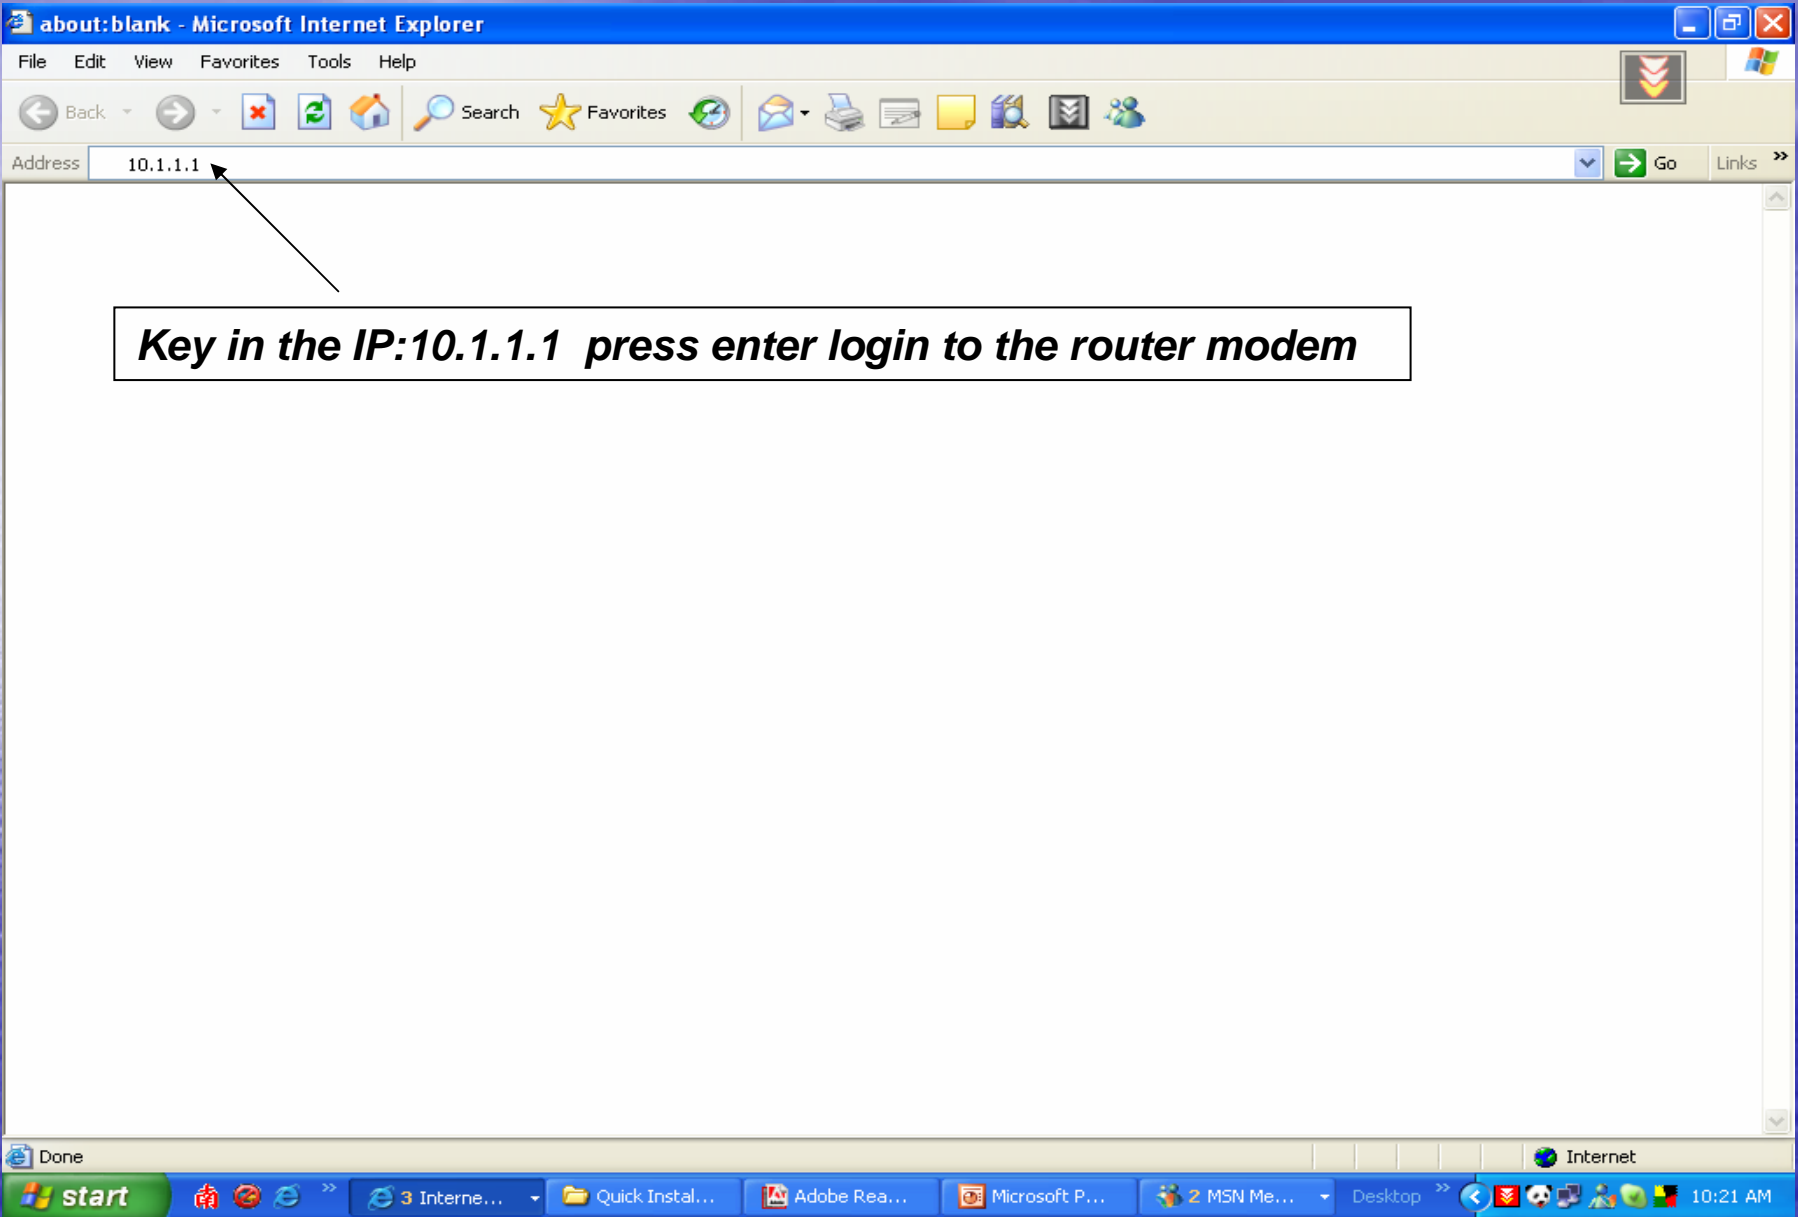 about:blank - Microsoft Internet Explorer
File Edit View Favorites Tools Help
Back Search Favorites
Address 10.1.1.1 Go Links »
Key in the IP:10.1.1.1 press enter login to the router modem
Done Internet
start 南 » 3 Interne... Quick Instal... Adobe Rea... Microsoft P... 2 MSN Me... Desktop » 10:21 AM